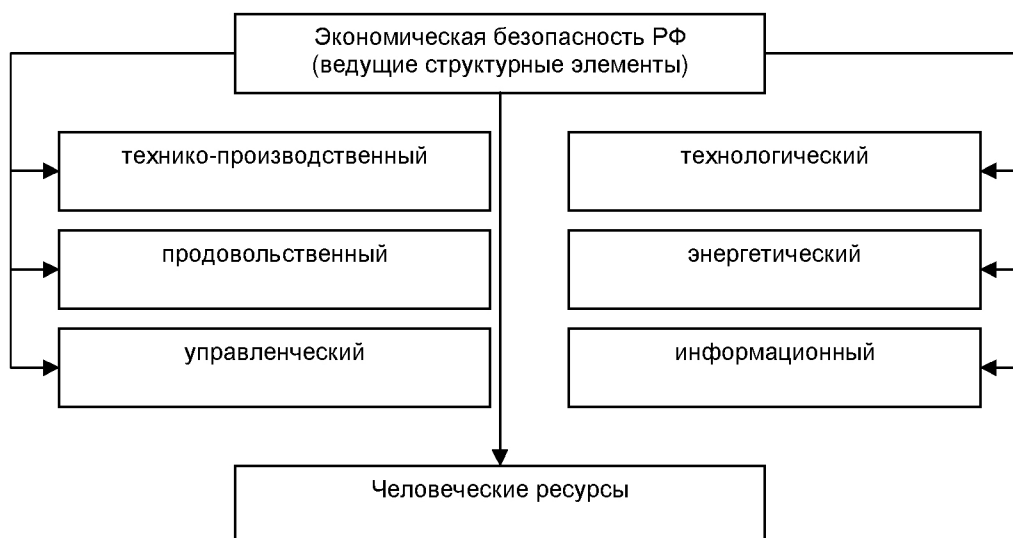 Экономическая безопасность РФ
(ведущие структурные элементы)
технико-производственный
технологический
продовольственный
энергетический
управленческий
информационный
Человеческие ресурсы